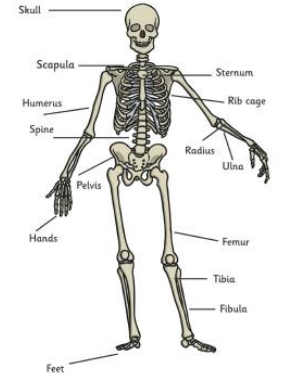 Skull
Scapula
Sternum
Humerus
Rib cage
Spine
Radius
Ulna
Pelvis
Hands
Femur
Tibia
Fibula
Feet